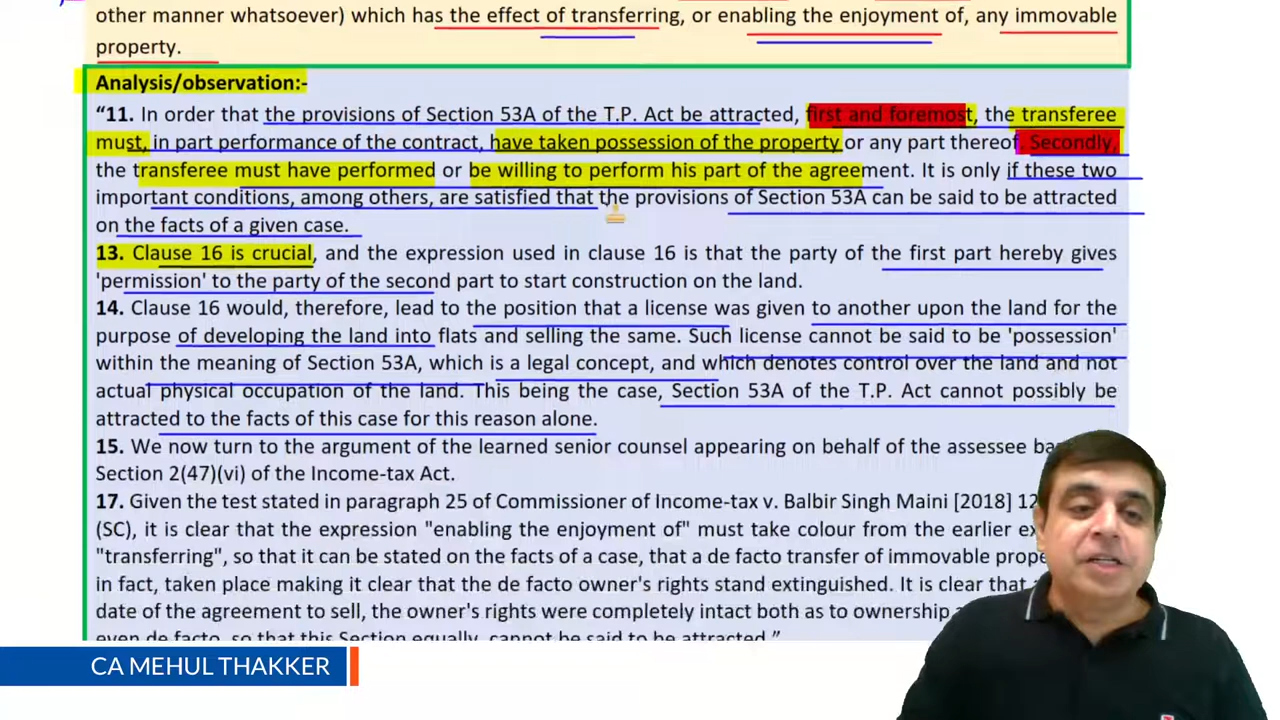 other manner whatsoever) which has the effect of transferring, or enabling the enjoyment of, any immovable
property.
Analysis/observation:-
“11. In order that the provisions of Section 53A of the T.P. Act be attracted, first and foremost, the transferee
must, in part performance of the contract, have taken possession of the property or any part thereof. Secondly,
the transferee must have performed or be willing to perform his part of the agreement. It is only if these two
important conditions, among others, are satisfied that the provisions of Section 53A can be said to be attracted
on the facts of a given case.
13. Clause 16 is crucial, and the expression used in clause 16 is that the party of the first part hereby gives
'permission' to the party of the second part to start construction on the land.
14. Clause 16 would, therefore, lead to the position that a license was given to another upon the land for the
purpose of developing the land into flats and selling the same. Such license cannot be said to be 'possession'
within the meaning of Section 53A, which is a legal concept, and which denotes control over the land and not
actual physical occupation of the land. This being the case, Section 53A of the T.P. Act cannot possibly be
attracted to the facts of this case for this reason alone.
15. We now turn to the argument of the learned senior counsel appearing on behalf of the assessee
Section 2(47)(vi) of the Income-tax Act.
17. Given the test stated in paragraph 25 of Commissioner of Income-tax v. Balbir Singh Maini [2018]
(SC), it is clear that the expression "enabling the enjoyment of" must take colour from the earlier
"transferring", so that it can be stated on the facts of a case, that a de facto transfer of immovable
in fact, taken place making it clear that the de facto owner's rights stand extinguished. It is clear that
date of the agreement to sell, the owner's rights were completely intact both as to ownership
even de facto, so that this Section equally, cannot be said to be attracted.”
CA MEHUL THAKKER